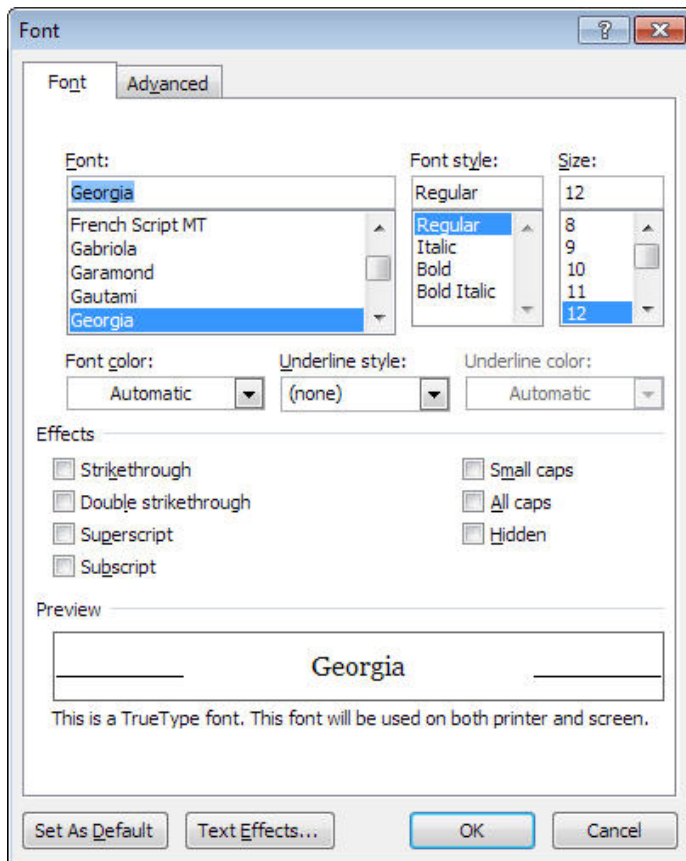 Font
Font Advanced
Font: Font style: Size:
Georgia Regular 12
French Script MT Regular 8
Gabriola Italic 9
Garamond Bold 10
Gautami Bold Italic 11
Georgia 12
Font color: Underline style: Underline color:
Automatic (none) Automatic
Effects
Strikethrough Small caps
Double strikethrough All caps
Superscript Hidden
Subscript
Preview
Georgia
This is a TrueType font. This font will be used on both printer and screen.
Set As Default Text Effects... OK Cancel